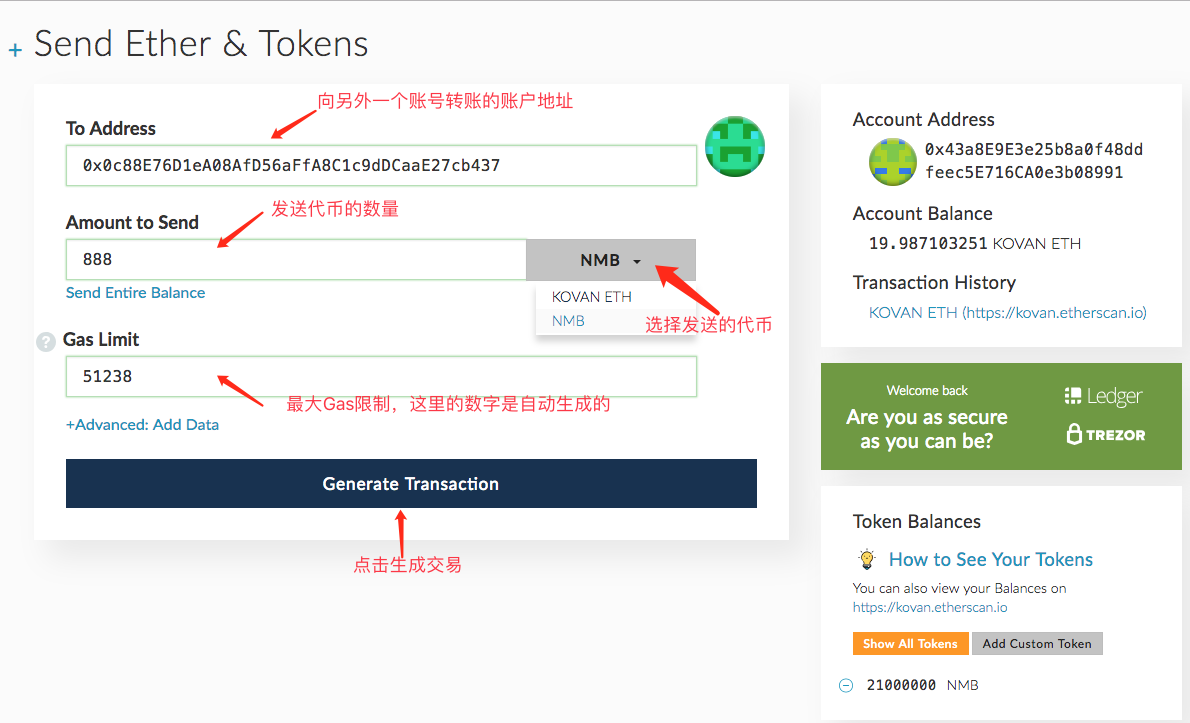 + Send Ether & Tokens
向另外一个账号转账的账户地址
To Address
0x0c88E76D1eA08AfD56aFfA8C1c9dDCaaE27cb437
发送代币的数量
Amount to Send
888
NMB
Send Entire Balance
KOVAN ETH
NMB
选择发送的代币
? Gas Limit
51238
最大Gas限制，这里的数字是自动生成的
+Advanced: Add Data
Generate Transaction
点击生成交易
Account Address
0x43a8E9E3e25b8a0f48dd
feec5E716CA0e3b08991
Account Balance
19.987103251 KOVAN ETH
Transaction History
KOVAN ETH (https://kovan.etherscan.io)
Welcome back
Are you as secure
as you can be?
Ledger
TREZOR
Token Balances
How to See Your Tokens
You can also view your Balances on
https://kovan.etherscan.io
Show All Tokens Add Custom Token
21000000 NMB